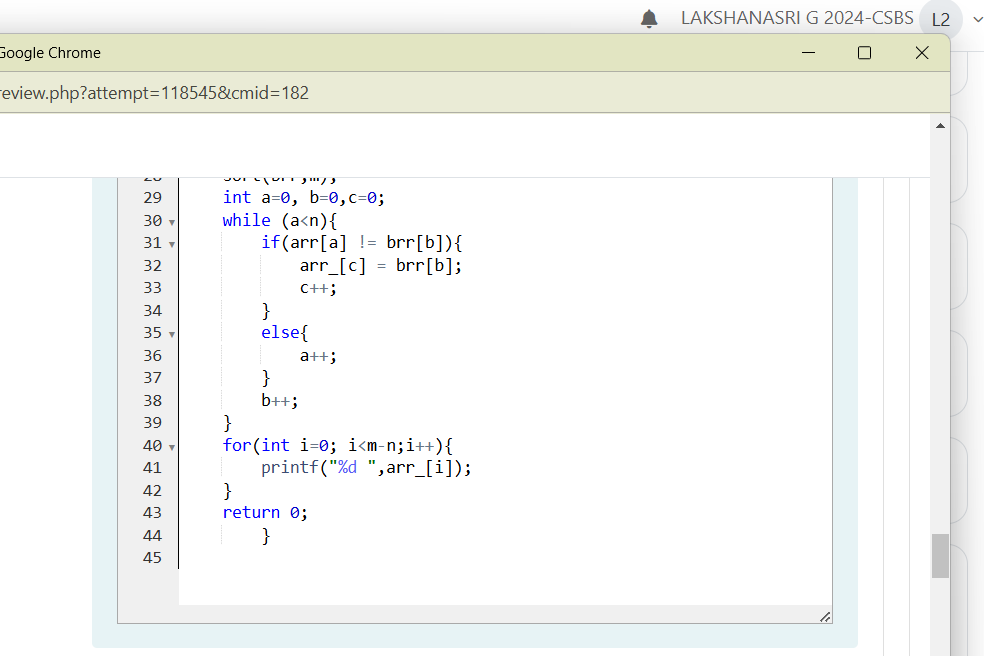 LAKSHANASRI G 2024-CSBS L2
Google Chrome
review.php?attempt=118545&cmid=182
28 sort(brr,m);
29 int a=0, b=0,c=0;
30 while (a<n){
31 if(arr[a] != brr[b]){
32 arr_[c] = brr[b];
33 c++;
34 }
35 else{
36 a++;
37 }
38 b++;
39 }
40 for(int i=0; i<m-n;i++){
41 printf("%d ",arr_[i]);
42 }
43 return 0;
44 }
45